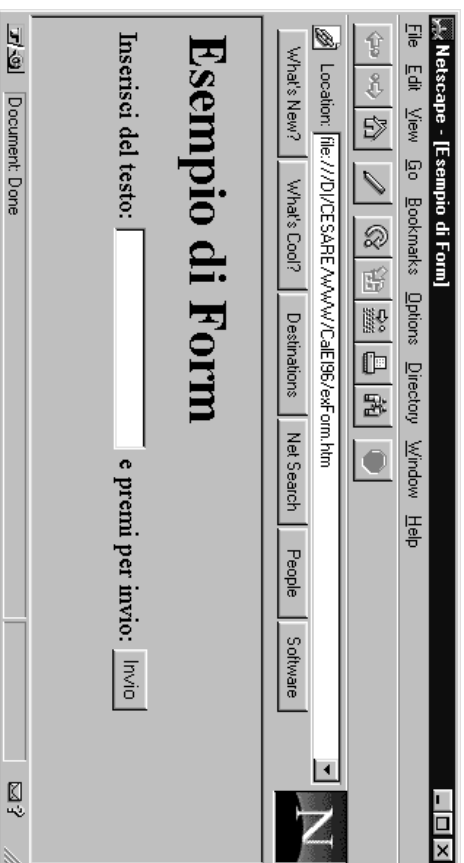 Netscape - [Esempio di Form]
File Edit View Go Bookmarks Options Directory Window Help
Location: file:///D|/CESARE/WWW/CalEl96/exForm.htm
What's New? What's Cool? Destinations Net Search People Software
N
Esempio di Form
Inserisci del testo: e premi per invio: Invio
Document: Done